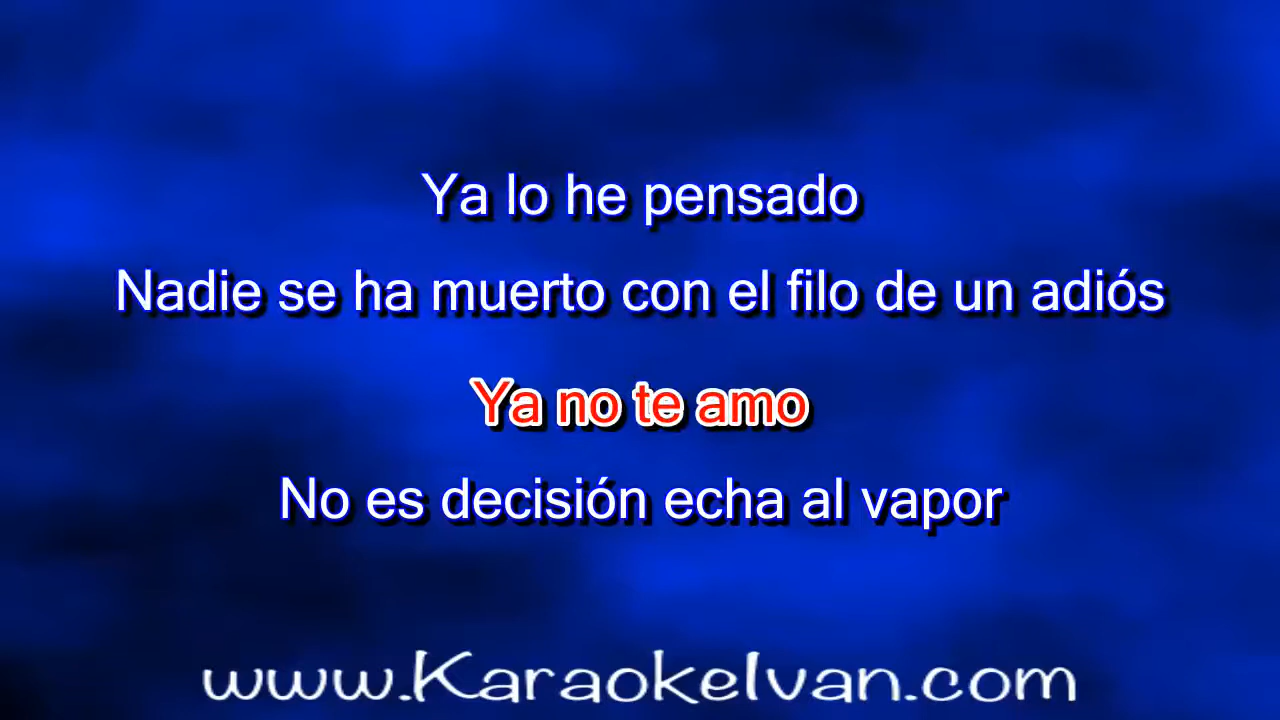 Ya lo he pensado
Nadie se ha muerto con el filo de un adiós
Ya no te amo
No es decisión echa al vapor
www.KaraokeIvan.com